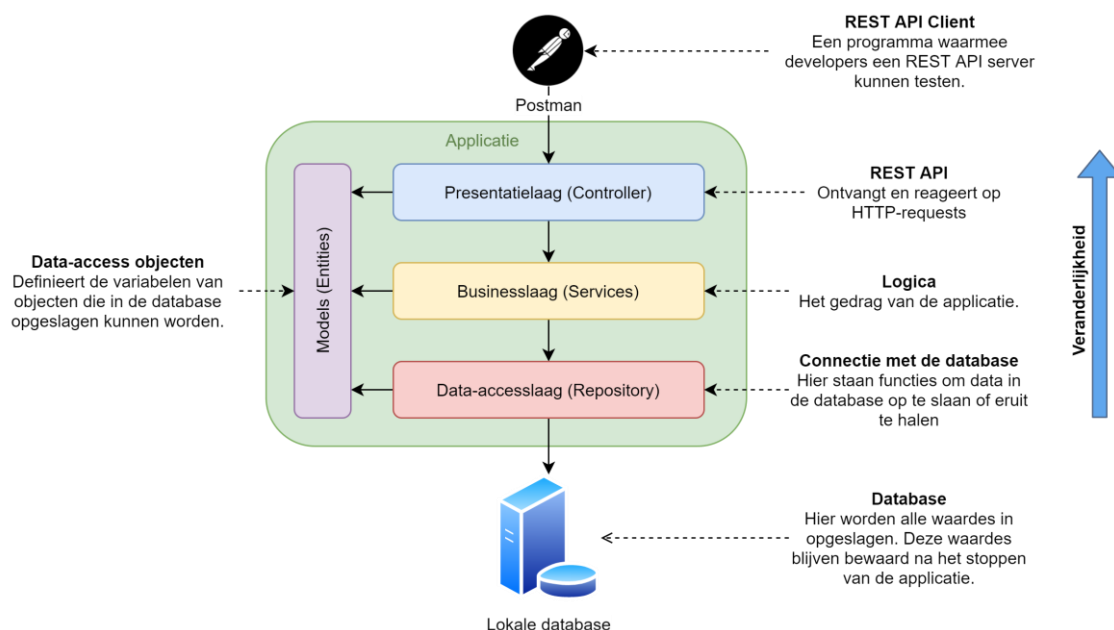 REST API Client
Een programma waarmee
developers een REST API server
kunnen testen.
Postman
Applicatie
Presentatielaag (Controller)
REST API
Ontvangt en reageert op
HTTP-requests
Models (Entities)
Data-access objecten
Definieert de variabelen van
objecten die in de database
opgeslagen kunnen worden.
Businesslaag (Services)
Logica
Het gedrag van de applicatie.
Veranderlijkheid
Data-accesslaag (Repository)
Connectie met de database
Hier staan functies om data in
de database op te slaan of eruit
te halen
Database
Hier worden alle waardes in
opgeslagen. Deze waardes
blijven bewaard na het stoppen
van de applicatie.
Lokale database